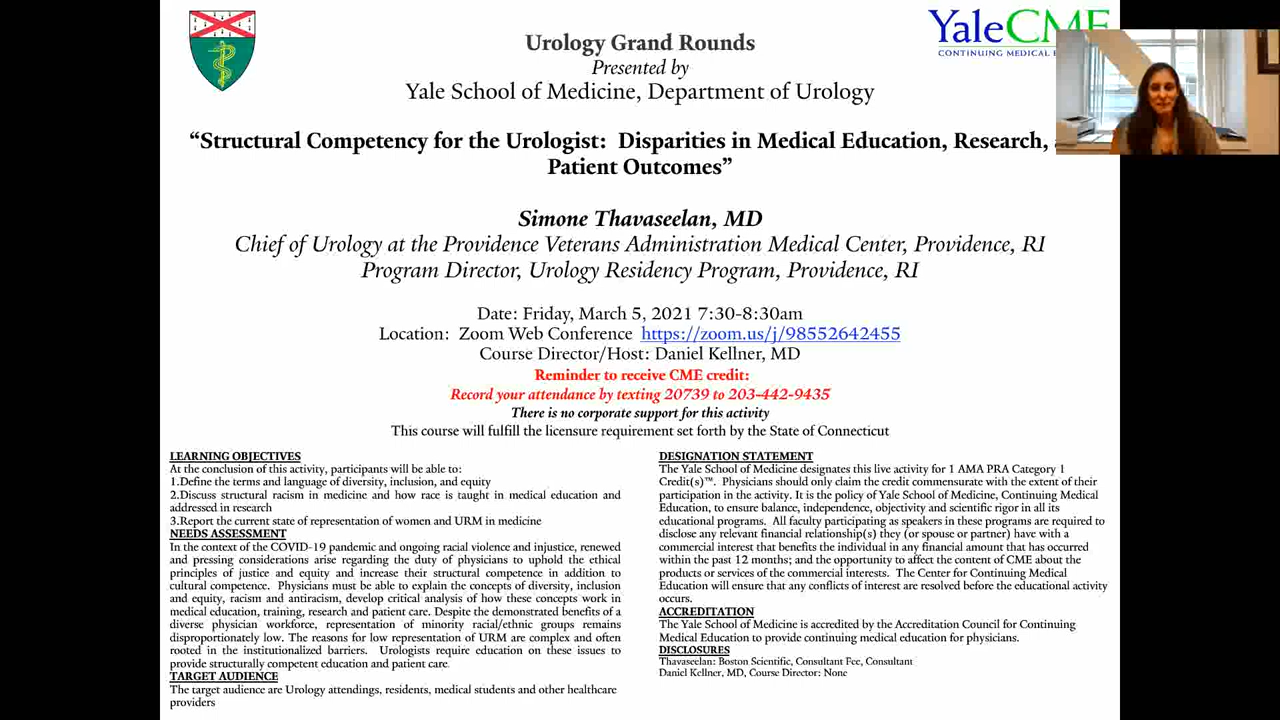 YaleCME
CONTINUING MEDICAL
Urology Grand Rounds
Presented by
Yale School of Medicine, Department of Urology
“Structural Competency for the Urologist:  Disparities in Medical Education, Research,
Patient Outcomes”
Simone Thavaseelan, MD
Chief of Urology at the Providence Veterans Administration Medical Center, Providence, RI
Program Director, Urology Residency Program, Providence, RI
Date: Friday, March 5, 2021 7:30-8:30am
Location:  Zoom Web Conference  https://zoom.us/j/98552642455
Course Director/Host: Daniel Kellner, MD
Reminder to receive CME credit:
Record your attendance by texting 20739 to 203-442-9435
There is no corporate support for this activity
This course will fulfill the licensure requirement set forth by the State of Connecticut
LEARNING OBJECTIVES
At the conclusion of this activity, participants will be able to:
1.Define the terms and language of diversity, inclusion, and equity
2.Discuss structural racism in medicine and how race is taught in medical education and
addressed in research
3.Report the current state of representation of women and URM in medicine
NEEDS ASSESSMENT
In the context of the COVID-19 pandemic and ongoing racial violence and injustice, renewed
and pressing considerations arise regarding the duty of physicians to uphold the ethical
principles of justice and equity and increase their structural competence in addition to
cultural competence. Physicians must be able to explain the concepts of diversity, inclusion
and equity, racism and antiracism, develop critical analysis of how these concepts work in
medical education, training, research and patient care. Despite the demonstrated benefits of a
diverse physician workforce, representation of minority racial/ethnic groups remains
disproportionately low. The reasons for low representation of URM are complex and often
rooted in the institutionalized barriers. Urologists require education on these issues to
provide structurally competent education and patient care.
TARGET AUDIENCE
The target audience are Urology attendings, residents, medical students and other healthcare
providers
DESIGNATION STATEMENT
The Yale School of Medicine designates this live activity for 1 AMA PRA Category 1
Credit(s)™. Physicians should only claim the credit commensurate with the extent of their
participation in the activity. It is the policy of Yale School of Medicine, Continuing Medical
Education, to ensure balance, independence, objectivity and scientific rigor in all its
educational programs. All faculty participating as speakers in these programs are required to
disclose any relevant financial relationship(s) they (or spouse or partner) have with a
commercial interest that benefits the individual in any financial amount that has occurred
within the past 12 months; and the opportunity to affect the content of CME about the
products or services of the commercial interests. The Center for Continuing Medical
Education will ensure that any conflicts of interest are resolved before the educational activity
occurs.
ACCREDITATION
The Yale School of Medicine is accredited by the Accreditation Council for Continuing
Medical Education to provide continuing medical education for physicians.
DISCLOSURES
Thavaseelan: Boston Scientific, Consultant Fee, Consultant
Daniel Kellner, MD, Course Director: None